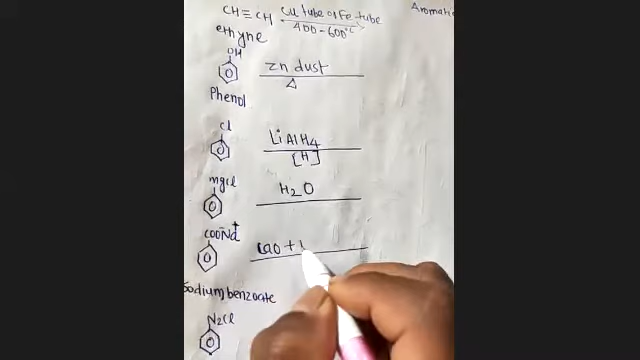 CH≡CH Cu tube or Fe-tube Aromatic
400-600°C
ethyne
OH
Zn dust
Δ
Phenol
Cl
LiAlH4
[H]
mgcl
H2O
COONa+
CaO +
Sodium benzoate
N2Cl